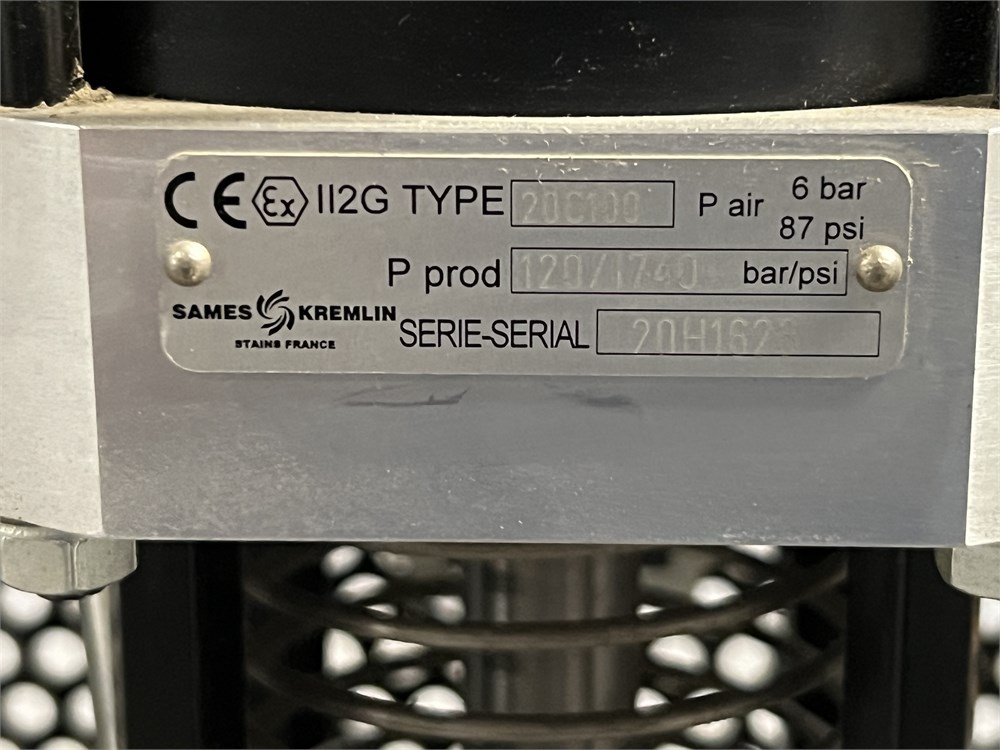 CE Ex II2G TYPE 20C100 P air 6 bar
87 psi
P prod 120/1740 bar/psi
SAMES KREMLIN
STAINS FRANCE
SERIE-SERIAL